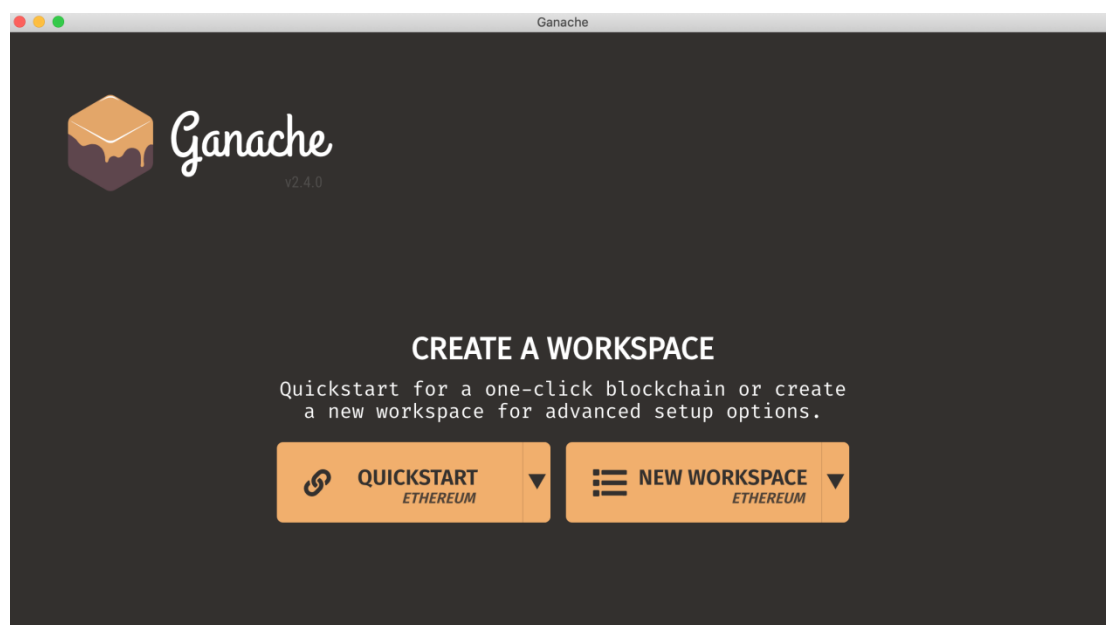 Ganache
Ganache
v2.4.0
CREATE A WORKSPACE
Quickstart for a one-click blockchain or create
a new workspace for advanced setup options.
QUICKSTART
ETHEREUM
NEW WORKSPACE
ETHEREUM